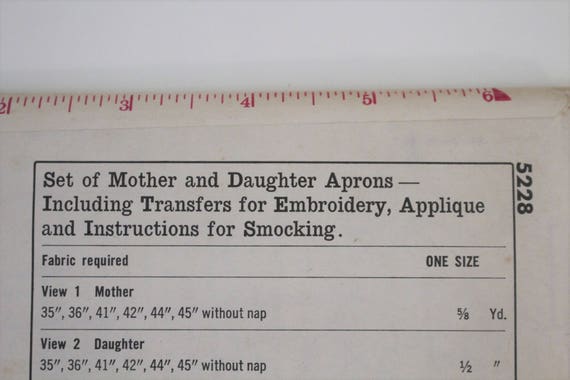 2 3 4 5 6
5228
Set of Mother and Daughter Aprons —
Including Transfers for Embroidery, Applique
and Instructions for Smocking.
Fabric required ONE SIZE
View 1 Mother
35", 36", 41", 42", 44", 45" without nap ⅝ Yd.
View 2 Daughter
35", 36", 41", 42", 44", 45" without nap ½ "